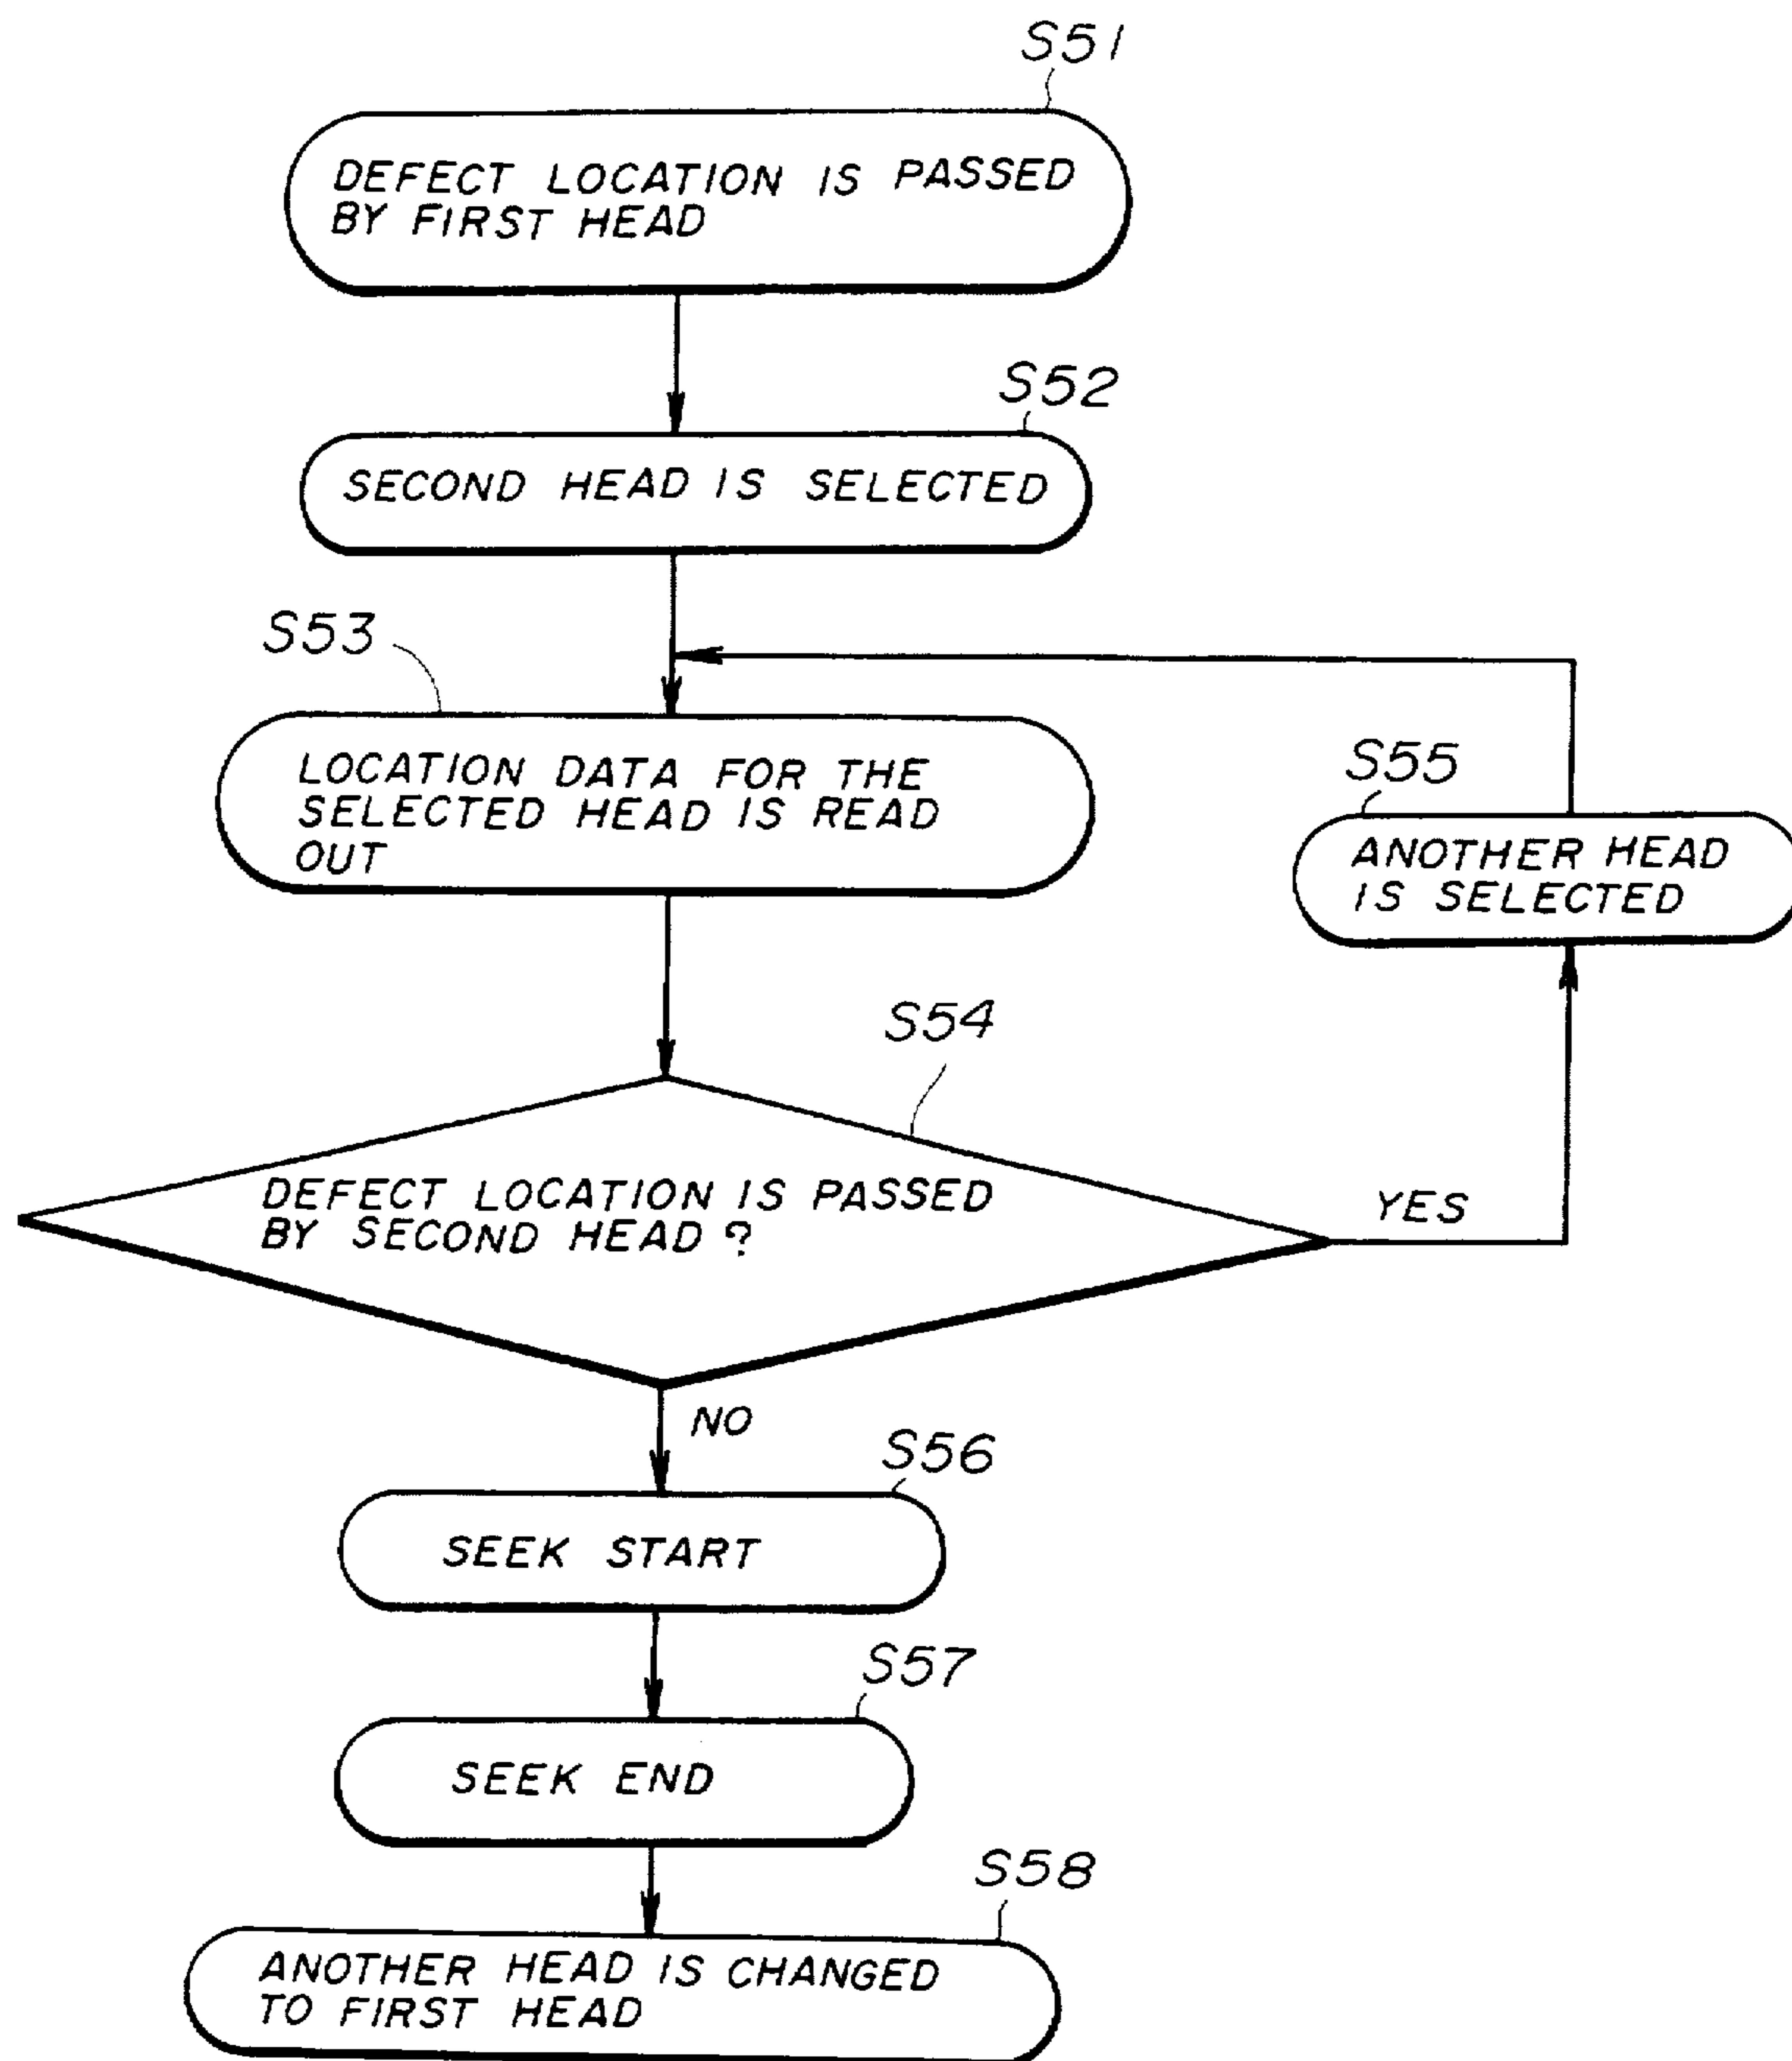 S51
DEFECT LOCATION IS PASSED
BY FIRST HEAD
S52
SECOND HEAD IS SELECTED
S53
LOCATION DATA FOR THE
SELECTED HEAD IS READ
OUT
S55
ANOTHER HEAD
IS SELECTED
S54
DEFECT LOCATION IS PASSED
BY SECOND HEAD ?
YES
NO
S56
SEEK START
S57
SEEK END
S58
ANOTHER HEAD IS CHANGED
TO FIRST HEAD